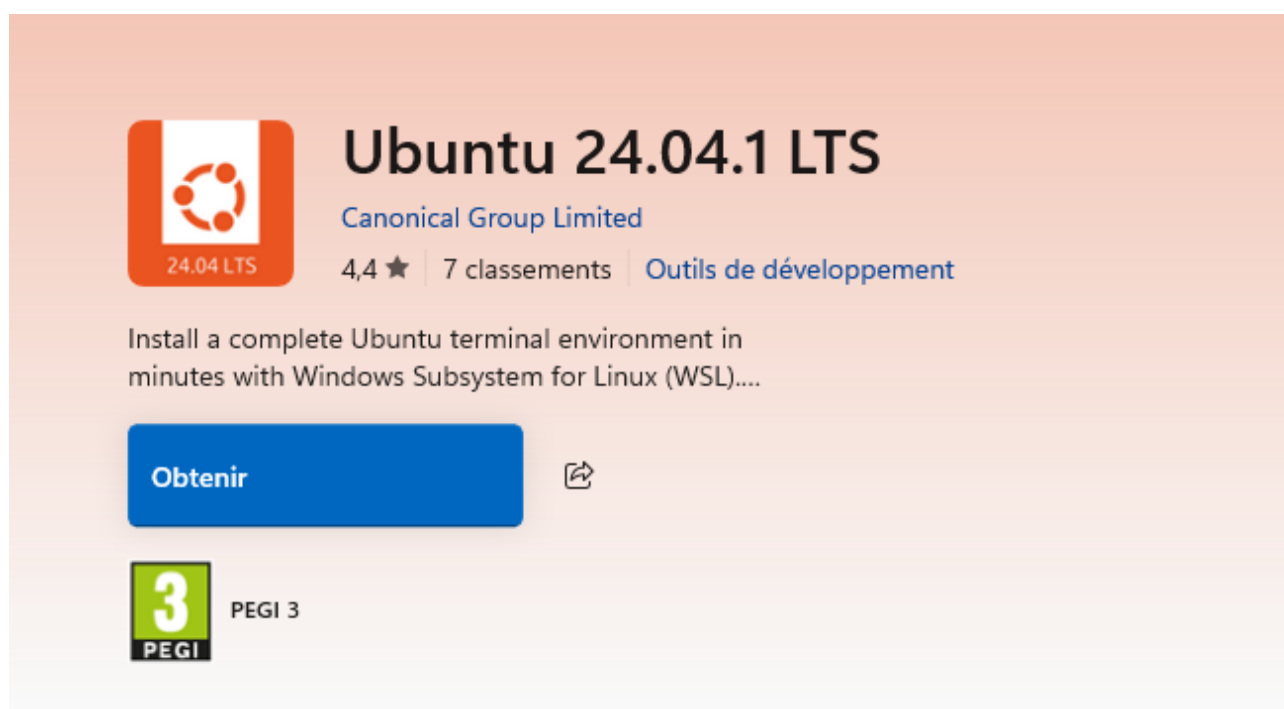 Ubuntu 24.04.1 LTS
Canonical Group Limited
24.04 LTS
4,4 ★ 7 classements Outils de développement
Install a complete Ubuntu terminal environment in
minutes with Windows Subsystem for Linux (WSL)....
Obtenir
3
PEGI
PEGI 3